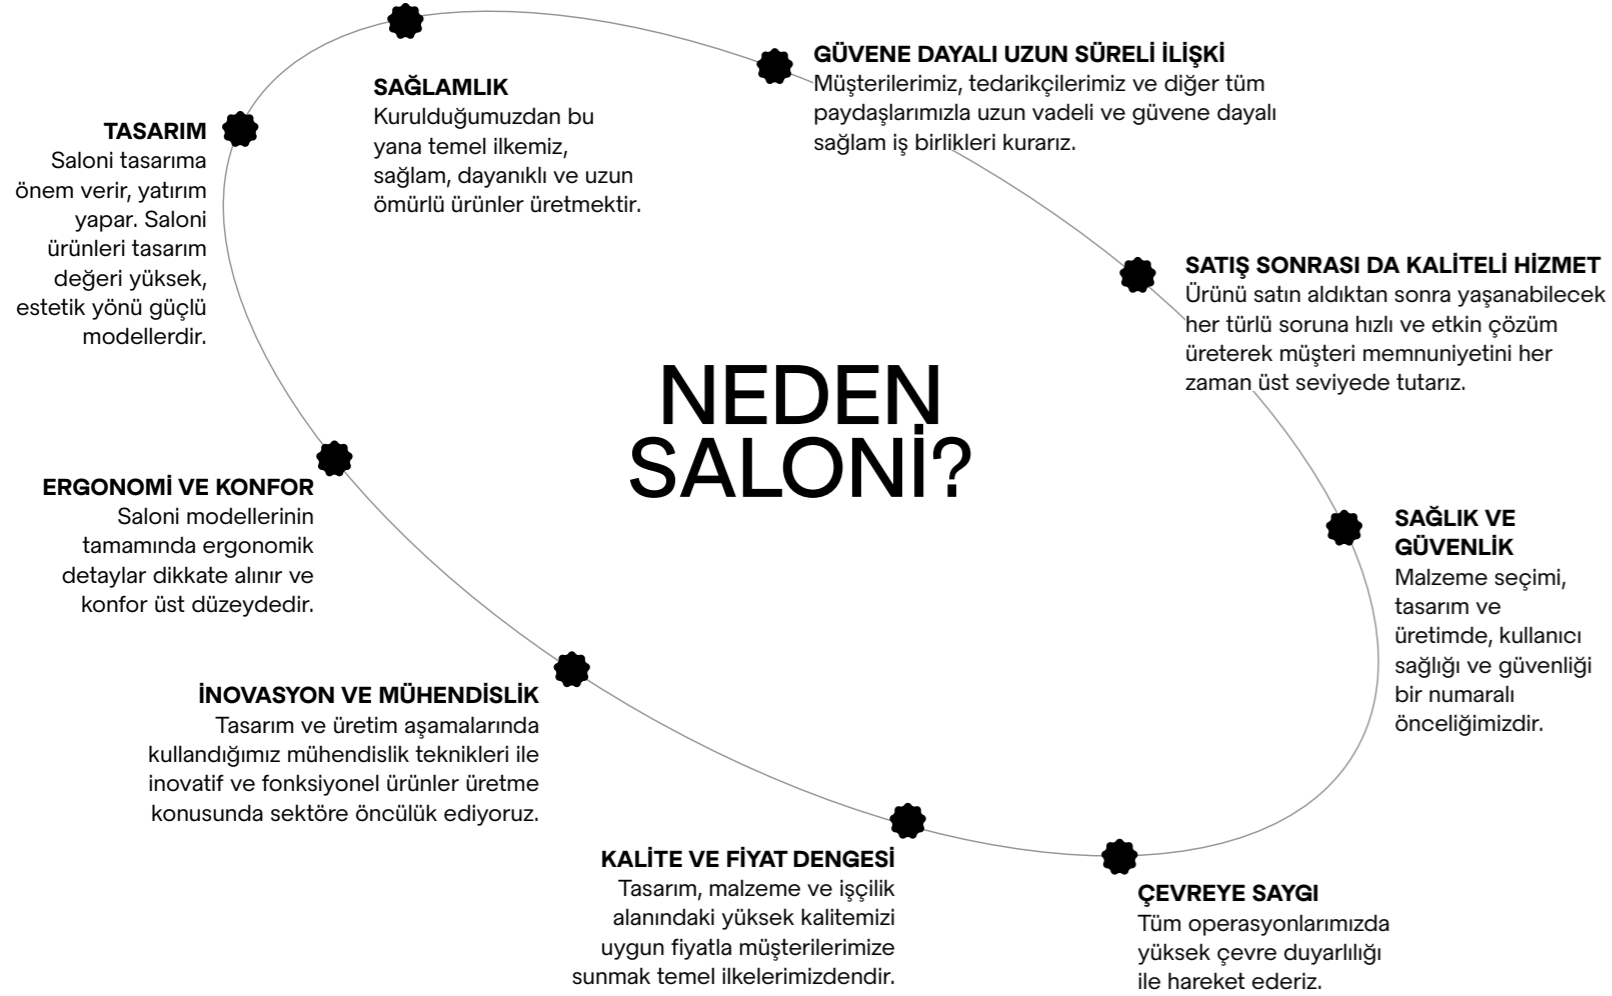 NEDEN
SALONİ?
SAĞLAMLIK
Kurulduğumuzdan bu
yana temel ilkemiz,
sağlam, dayanıklı ve uzun
ömürlü ürünler üretmektir.
GÜVENE DAYALI UZUN SÜRELİ İLİŞKİ
Müşterilerimiz, tedarikçilerimiz ve diğer tüm
paydaşlarımızla uzun vadeli ve güvene dayalı
sağlam iş birlikleri kurarız.
SATIŞ SONRASI DA KALİTELİ HİZMET
Ürünü satın aldıktan sonra yaşanabilecek
her türlü soruna hızlı ve etkin çözüm
üreterek müşteri memnuniyetini her
zaman üst seviyede tutarız.
SAĞLIK VE
GÜVENLİK
Malzeme seçimi,
tasarım ve
üretimde, kullanıcı
sağlığı ve güvenliği
bir numaralı
önceliğimizdir.
ÇEVREYE SAYGI
Tüm operasyonlarımızda
yüksek çevre duyarlılığı
ile hareket ederiz.
KALİTE VE FİYAT DENGESİ
Tasarım, malzeme ve işçilik
alanındaki yüksek kalitemizi
uygun fiyatla müşterilerimize
sunmak temel ilkelerimizdendir.
İNOVASYON VE MÜHENDİSLİK
Tasarım ve üretim aşamalarında
kullandığımız mühendislik teknikleri ile
inovatif ve fonksiyonel ürünler üretme
konusunda sektöre öncülük ediyoruz.
ERGONOMİ VE KONFOR
Saloni modellerinin
tamamında ergonomik
detaylar dikkate alınır ve
konfor üst düzeydedir.
TASARIM
Saloni tasarıma
önem verir, yatırım
yapar. Saloni
ürünleri tasarım
değeri yüksek,
estetik yönü güçlü
modellerdir.